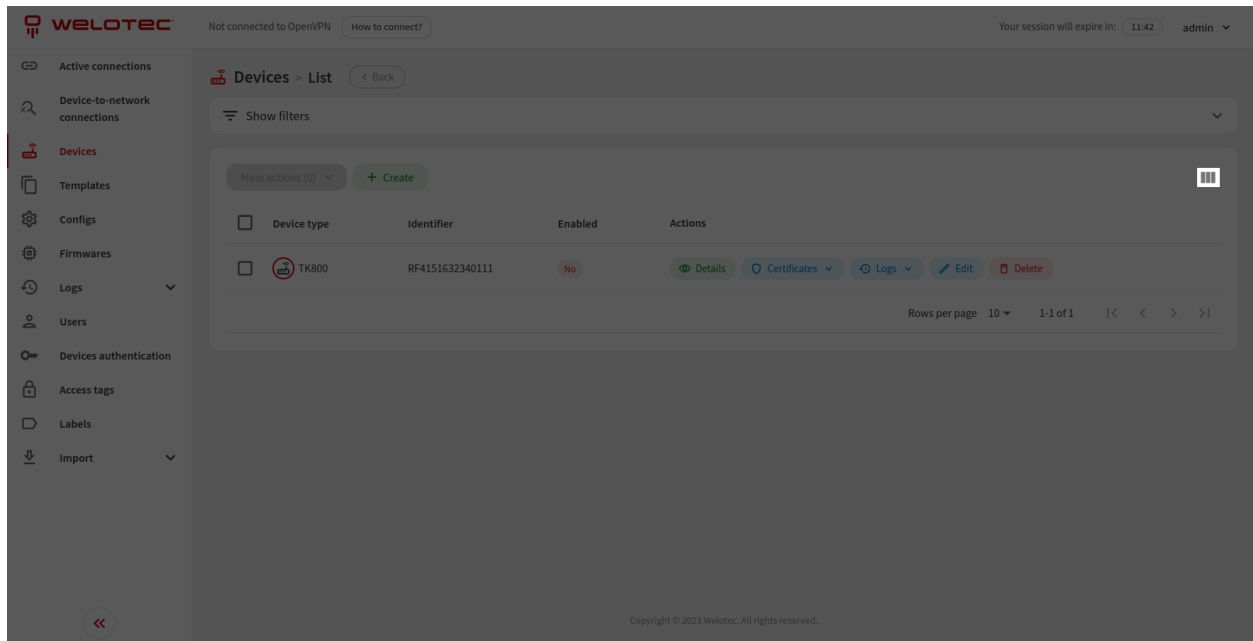 WELOTEC
Not connected to OpenVPN How to connect? Your session will expire in: 11:42 admin
Active connections
Device-to-network connections
Devices
Templates
Configs
Firmwares
Logs
Users
Devices authentication
Access tags
Labels
Import
Devices > List < Back
Show filters
Mass actions (0) + Create
Device type Identifier Enabled Actions
TK800 RF4151632340111 No Details Certificates Logs Edit Delete
Rows per page 10 1-1 of 1
Copyright © 2023 Welotec. All rights reserved.